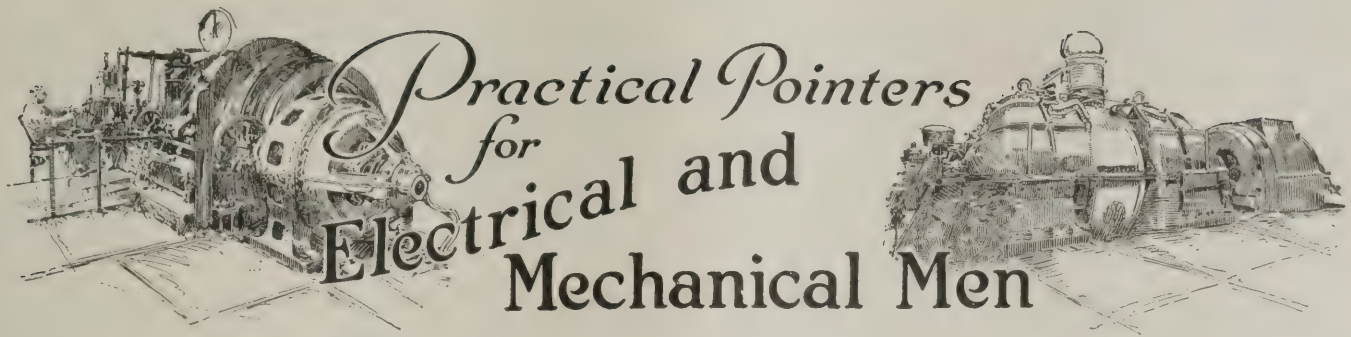 Practical Pointers
for
Electrical and
Mechanical Men